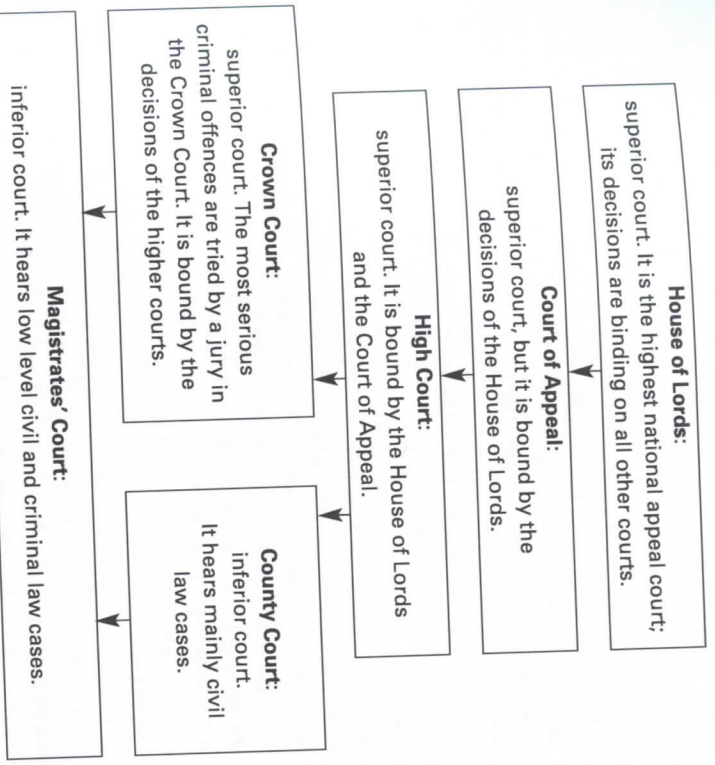 House of Lords:
superior court. It is the highest national appeal court;
its decisions are binding on all other courts.
Court of Appeal:
superior court, but it is bound by the
decisions of the House of Lords.
High Court:
superior court. It is bound by the House of Lords
and the Court of Appeal.
Crown Court:
superior court. The most serious
criminal offences are tried by a jury in
the Crown Court. It is bound by the
decisions of the higher courts.
County Court:
inferior court.
It hears mainly civil
law cases.
Magistrates' Court:
inferior court. It hears low level civil and criminal law cases.